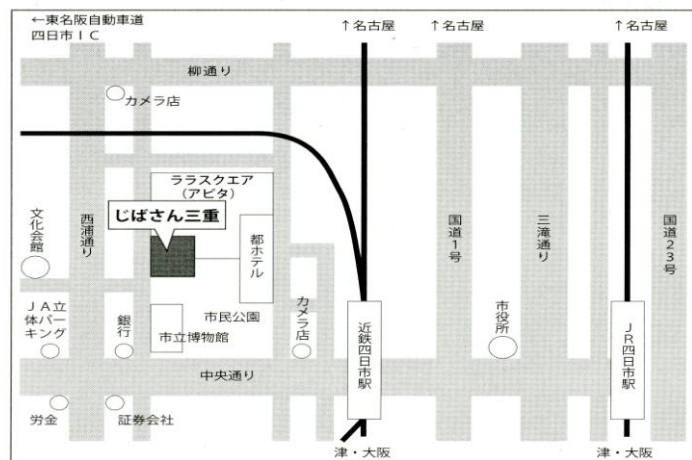 ←東名阪自動車道
四日市ＩＣ
↑名古屋
↑名古屋
↑名古屋
柳通り
カメラ店
ララスクエア
(アピタ)
じばさん三重
文化会館
西浦通り
都ホテル
国道1号
三滝通り
国道23号
ＪＡ立
体パー
キング
銀行
市民公園
市立博物館
カメラ店
近鉄四日市駅
市役所
ＪＲ四日市駅
中央通り
労金
証券会社
津・大阪
津・大阪